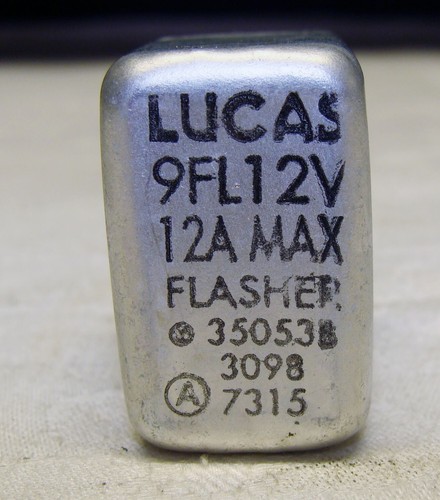 LUCAS
9FL12V
12A MAX
FLASHER
35053B
3098
A 7315